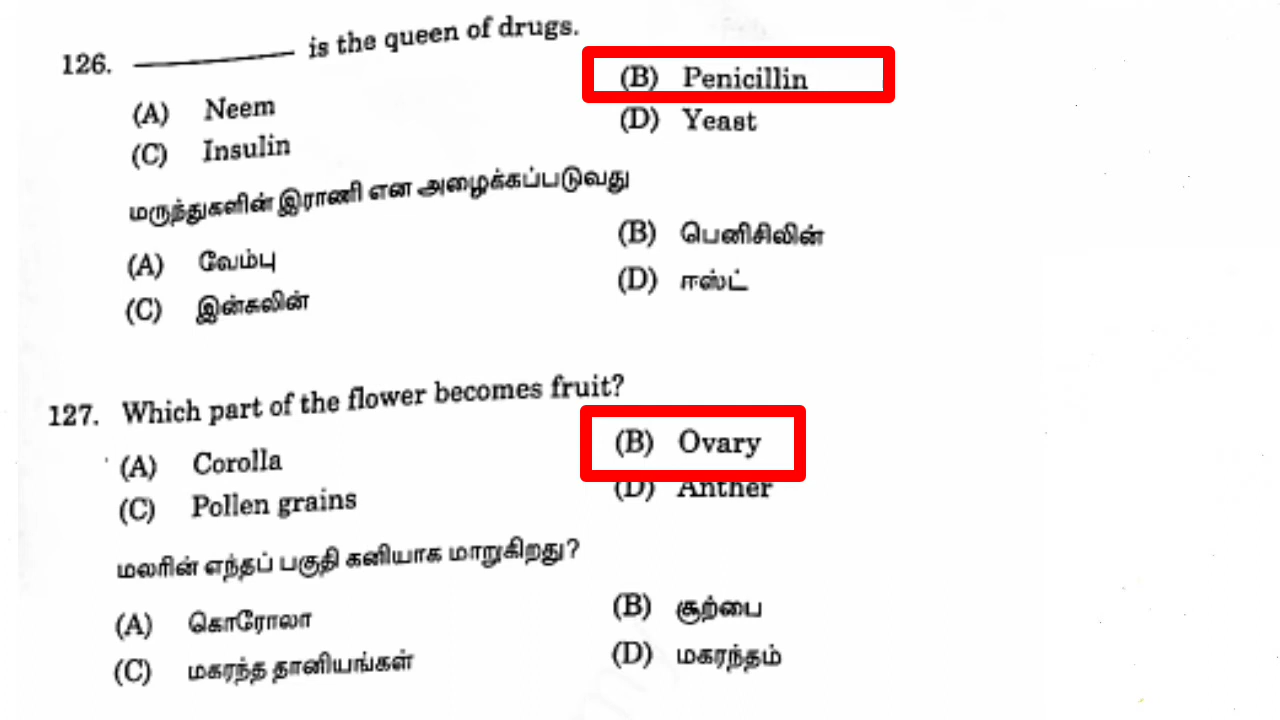 126. ________ is the queen of drugs.
(A) Neem (B) Penicillin
(C) Insulin (D) Yeast
மருந்துகளின் இராணி என அழைக்கப்படுவது
(A) வேம்பு (B) பெனிசிலின்
(C) இன்சுலின் (D) ஈஸ்ட்
127. Which part of the flower becomes fruit?
(A) Corolla (B) Ovary
(C) Pollen grains (D) Anther
மலரின் எந்தப் பகுதி கனியாக மாறுகிறது?
(A) கொரோலா (B) சூற்பை
(C) மகரந்த தானியங்கள் (D) மகரந்தம்